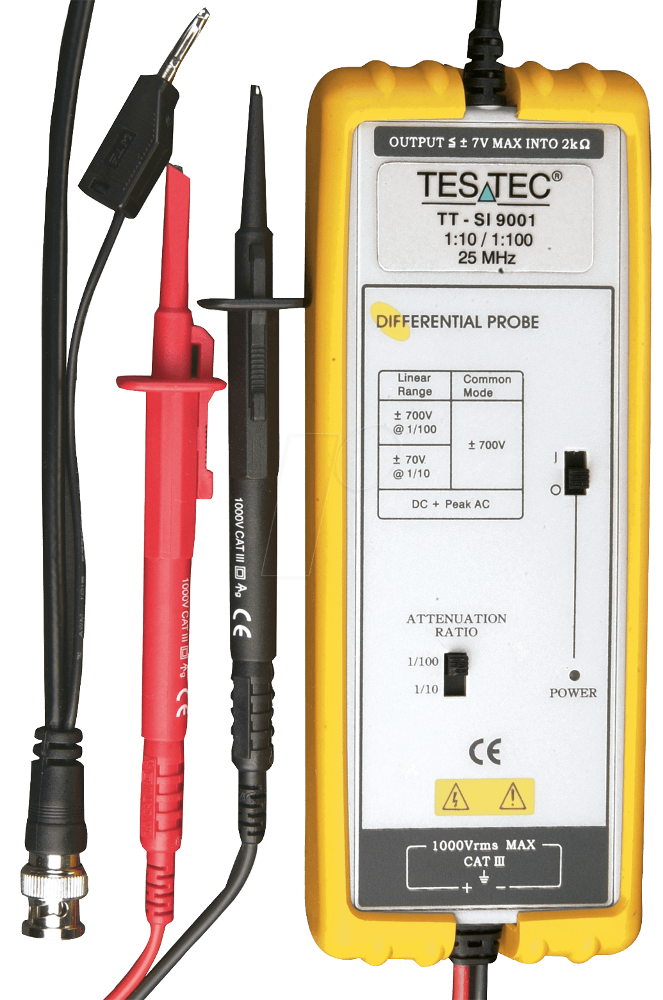 OUTPUT ≦ ± 7V MAX INTO 2kΩ
TESTEC®
TT - SI 9001
1:10 / 1:100
25 MHz
DIFFERENTIAL PROBE
Linear Range
Common Mode
± 700V
@ 1/100
± 700V
± 70V
@ 1/10
DC + Peak AC
I
O
ATTENUATION
RATIO
1/100
1/10
POWER
CE
1000Vrms MAX
CAT III
+ −
1000V CAT III
CE
1000V CAT III
CE